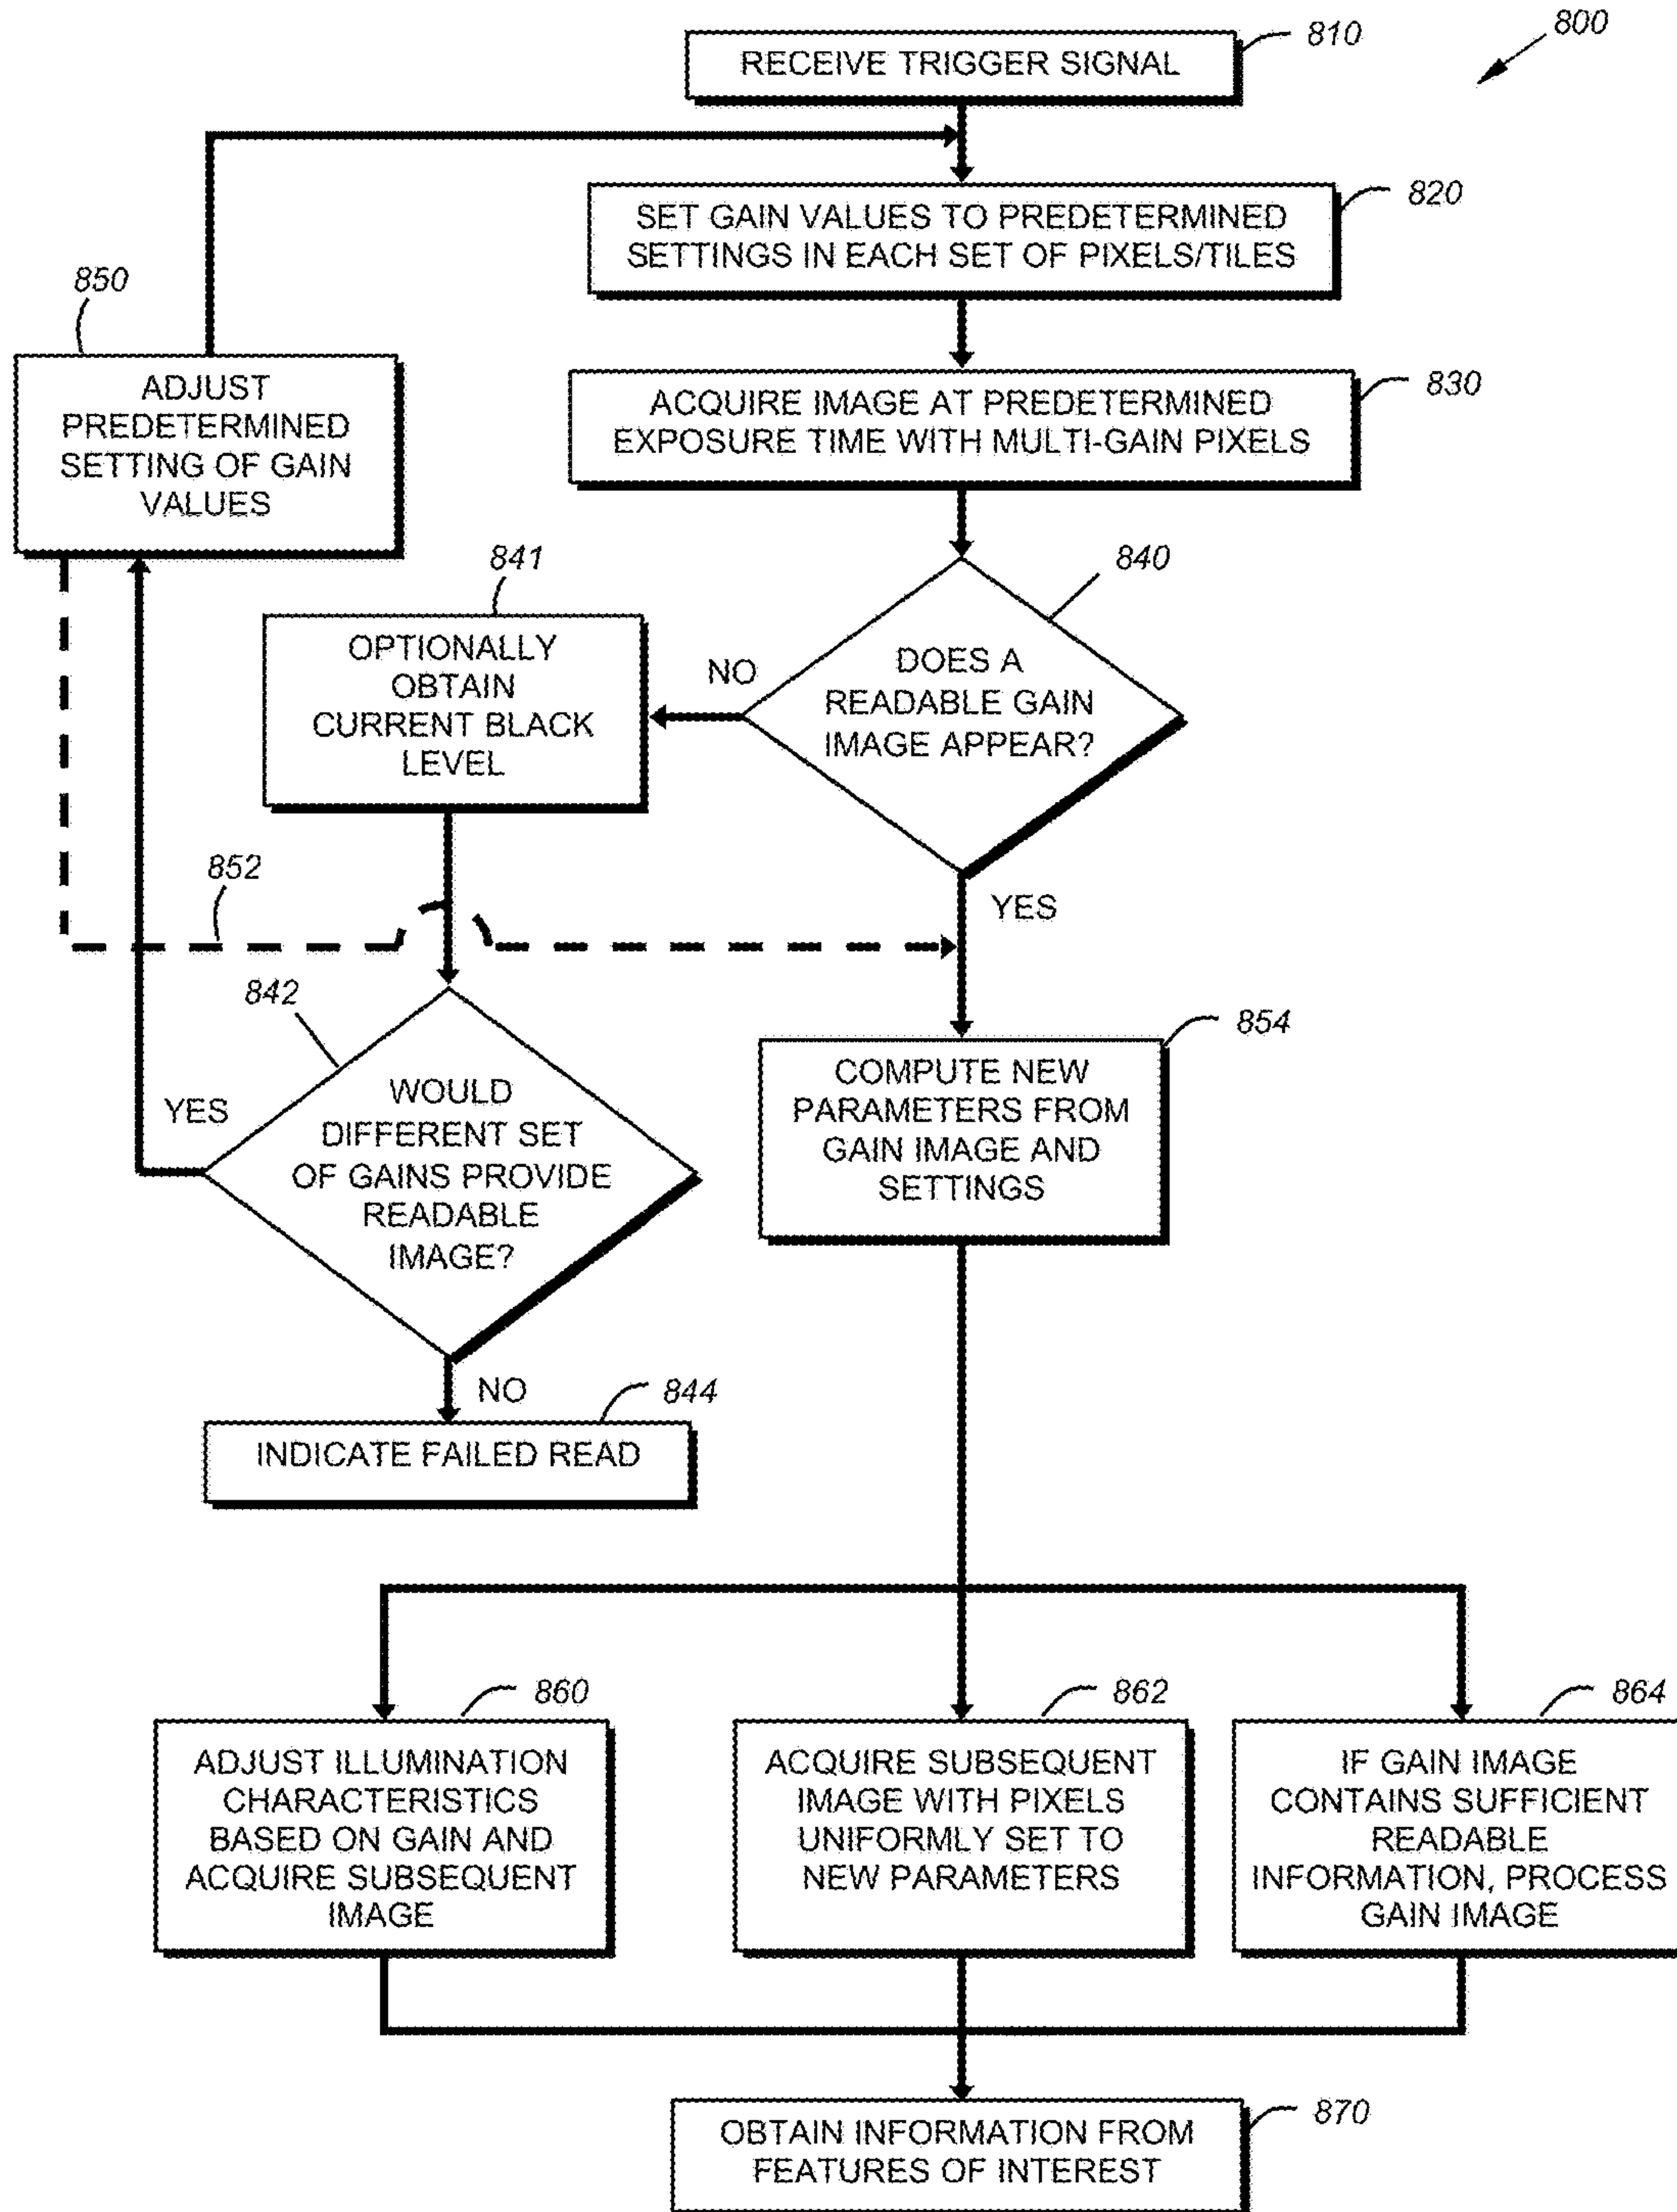 800
810
RECEIVE TRIGGER SIGNAL
820
SET GAIN VALUES TO PREDETERMINED
SETTINGS IN EACH SET OF PIXELS/TILES
850
ADJUST
PREDETERMINED
SETTING OF GAIN
VALUES
830
ACQUIRE IMAGE AT PREDETERMINED
EXPOSURE TIME WITH MULTI-GAIN PIXELS
841
OPTIONALLY
OBTAIN
CURRENT BLACK
LEVEL
NO
840
DOES A
READABLE GAIN
IMAGE APPEAR?
YES
852
842
YES
WOULD
DIFFERENT SET
OF GAINS PROVIDE
READABLE
IMAGE?
NO
844
INDICATE FAILED READ
854
COMPUTE NEW
PARAMETERS FROM
GAIN IMAGE AND
SETTINGS
860
ADJUST ILLUMINATION
CHARACTERISTICS
BASED ON GAIN AND
ACQUIRE SUBSEQUENT
IMAGE
862
ACQUIRE SUBSEQUENT
IMAGE WITH PIXELS
UNIFORMLY SET TO
NEW PARAMETERS
864
IF GAIN IMAGE
CONTAINS SUFFICIENT
READABLE
INFORMATION, PROCESS
GAIN IMAGE
870
OBTAIN INFORMATION FROM
FEATURES OF INTEREST